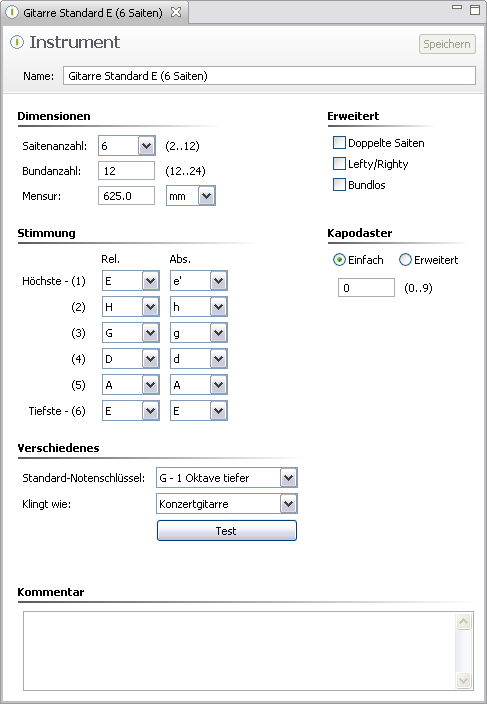 Gitarre Standard E (6 Saiten)
Instrument
Speichern
Name: Gitarre Standard E (6 Saiten)
Dimensionen
Saitenanzahl: 6 (2..12)
Bundanzahl: 12 (12..24)
Mensur: 625.0 mm
Erweitert
Doppelte Saiten
Lefty/Righty
Bundlos
Stimmung
Rel. Abs.
Höchste - (1) E e'
(2) H h
(3) G g
(4) D d
(5) A A
Tiefste - (6) E E
Kapodaster
Einfach Erweitert
0 (0..9)
Verschiedenes
Standard-Notenschlüssel: G - 1 Oktave tiefer
Klingt wie: Konzertgitarre
Test
Kommentar